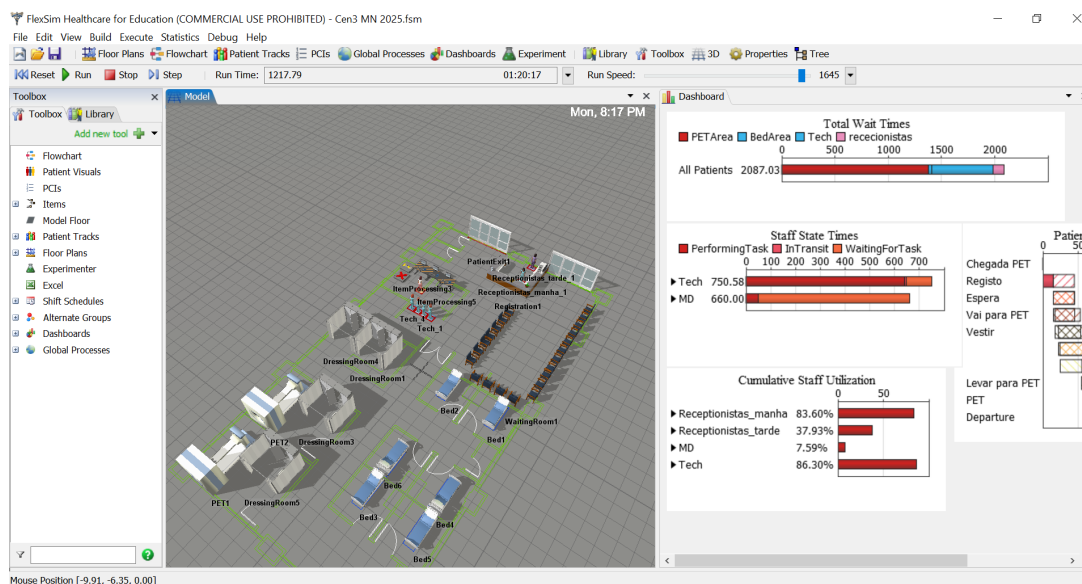 FlexSim Healthcare for Education (COMMERCIAL USE PROHIBITED) - Cen3 MN 2025.fsm
File Edit View Build Execute Statistics Debug Help
Floor Plans Flowchart Patient Tracks PCIs Global Processes Dashboards Experiment Library Toolbox 3D Properties Tree
Reset Run Stop Step Run Time: 1217.79 01:20:17 Run Speed: 1645
Toolbox
Toolbox Library
Add new tool
Flowchart
Patient Visuals
PCIs
Items
Model Floor
Patient Tracks
Floor Plans
Experimenter
Excel
Shift Schedules
Alternate Groups
Dashboards
Global Processes
Model
Mon, 8:17 PM
PatientExit1
Receptionistas_tarde_1
ItemProcessing3
Receptionistas_manha_1
ItemProcessing5
Registration1
Tech_4
Tech_1
DressingRoom4
DressingRoom1
Bed2
WaitingRoom1
Bed1
PET2 DressingRoom3
Bed6
PET1 DressingRoom5
Bed3
Bed4
Bed5
Dashboard
Total Wait Times
PETArea BedArea Tech rececionistas
0 500 1000 1500 2000
All Patients 2087.03
Staff State Times
PerformingTask InTransit WaitingForTask
0 100 200 300 400 500 600 700
Tech 750.58
MD 660.00
Cumulative Staff Utilization
0 50
Receptionistas_manha 83.60%
Receptionistas_tarde 37.93%
MD 7.59%
Tech 86.30%
Patien
0 50
Chegada PET
Registo
Espera
Vai para PET
Vestir
Levar para PET
PET
Departure
Mouse Position [-9.91, -6.35, 0.00]